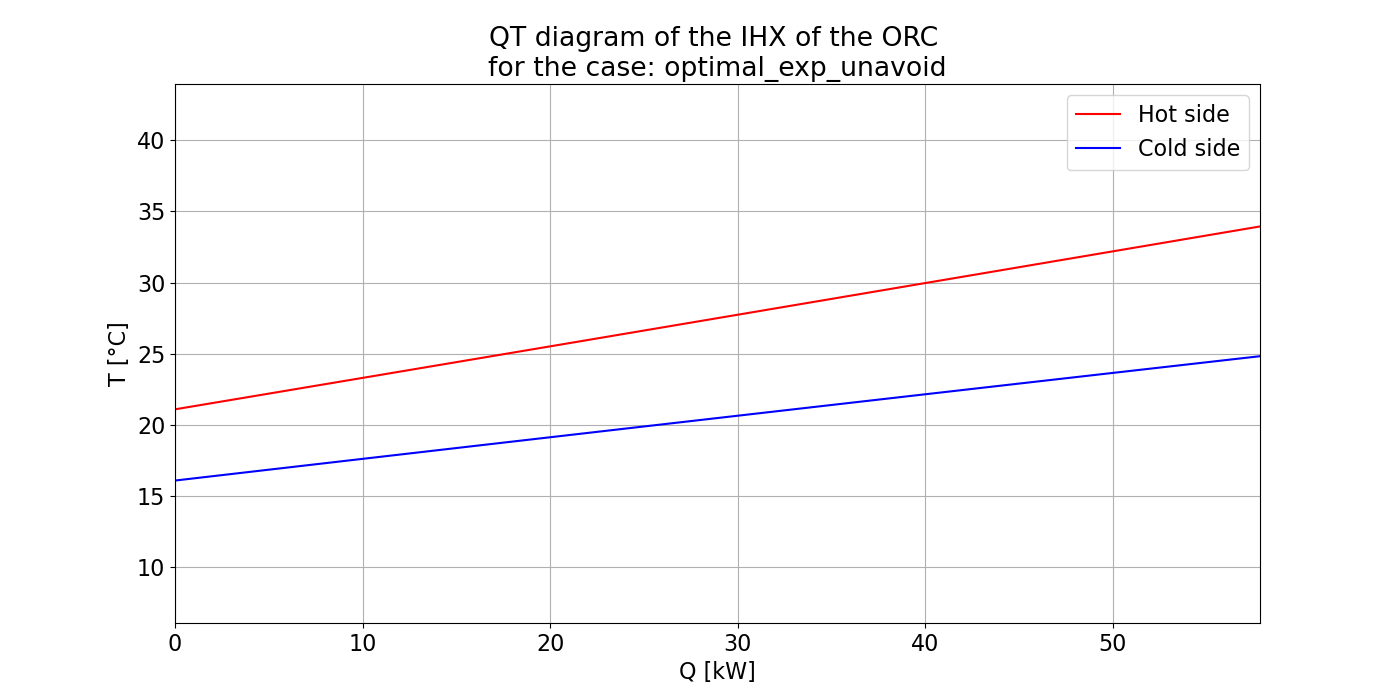 QT diagram of the IHX of the ORC
for the case: optimal_exp_unavoid
Hot side
Cold side
T [°C]
40
35
30
25
20
15
10
0 10 20 30 40 50
Q [kW]